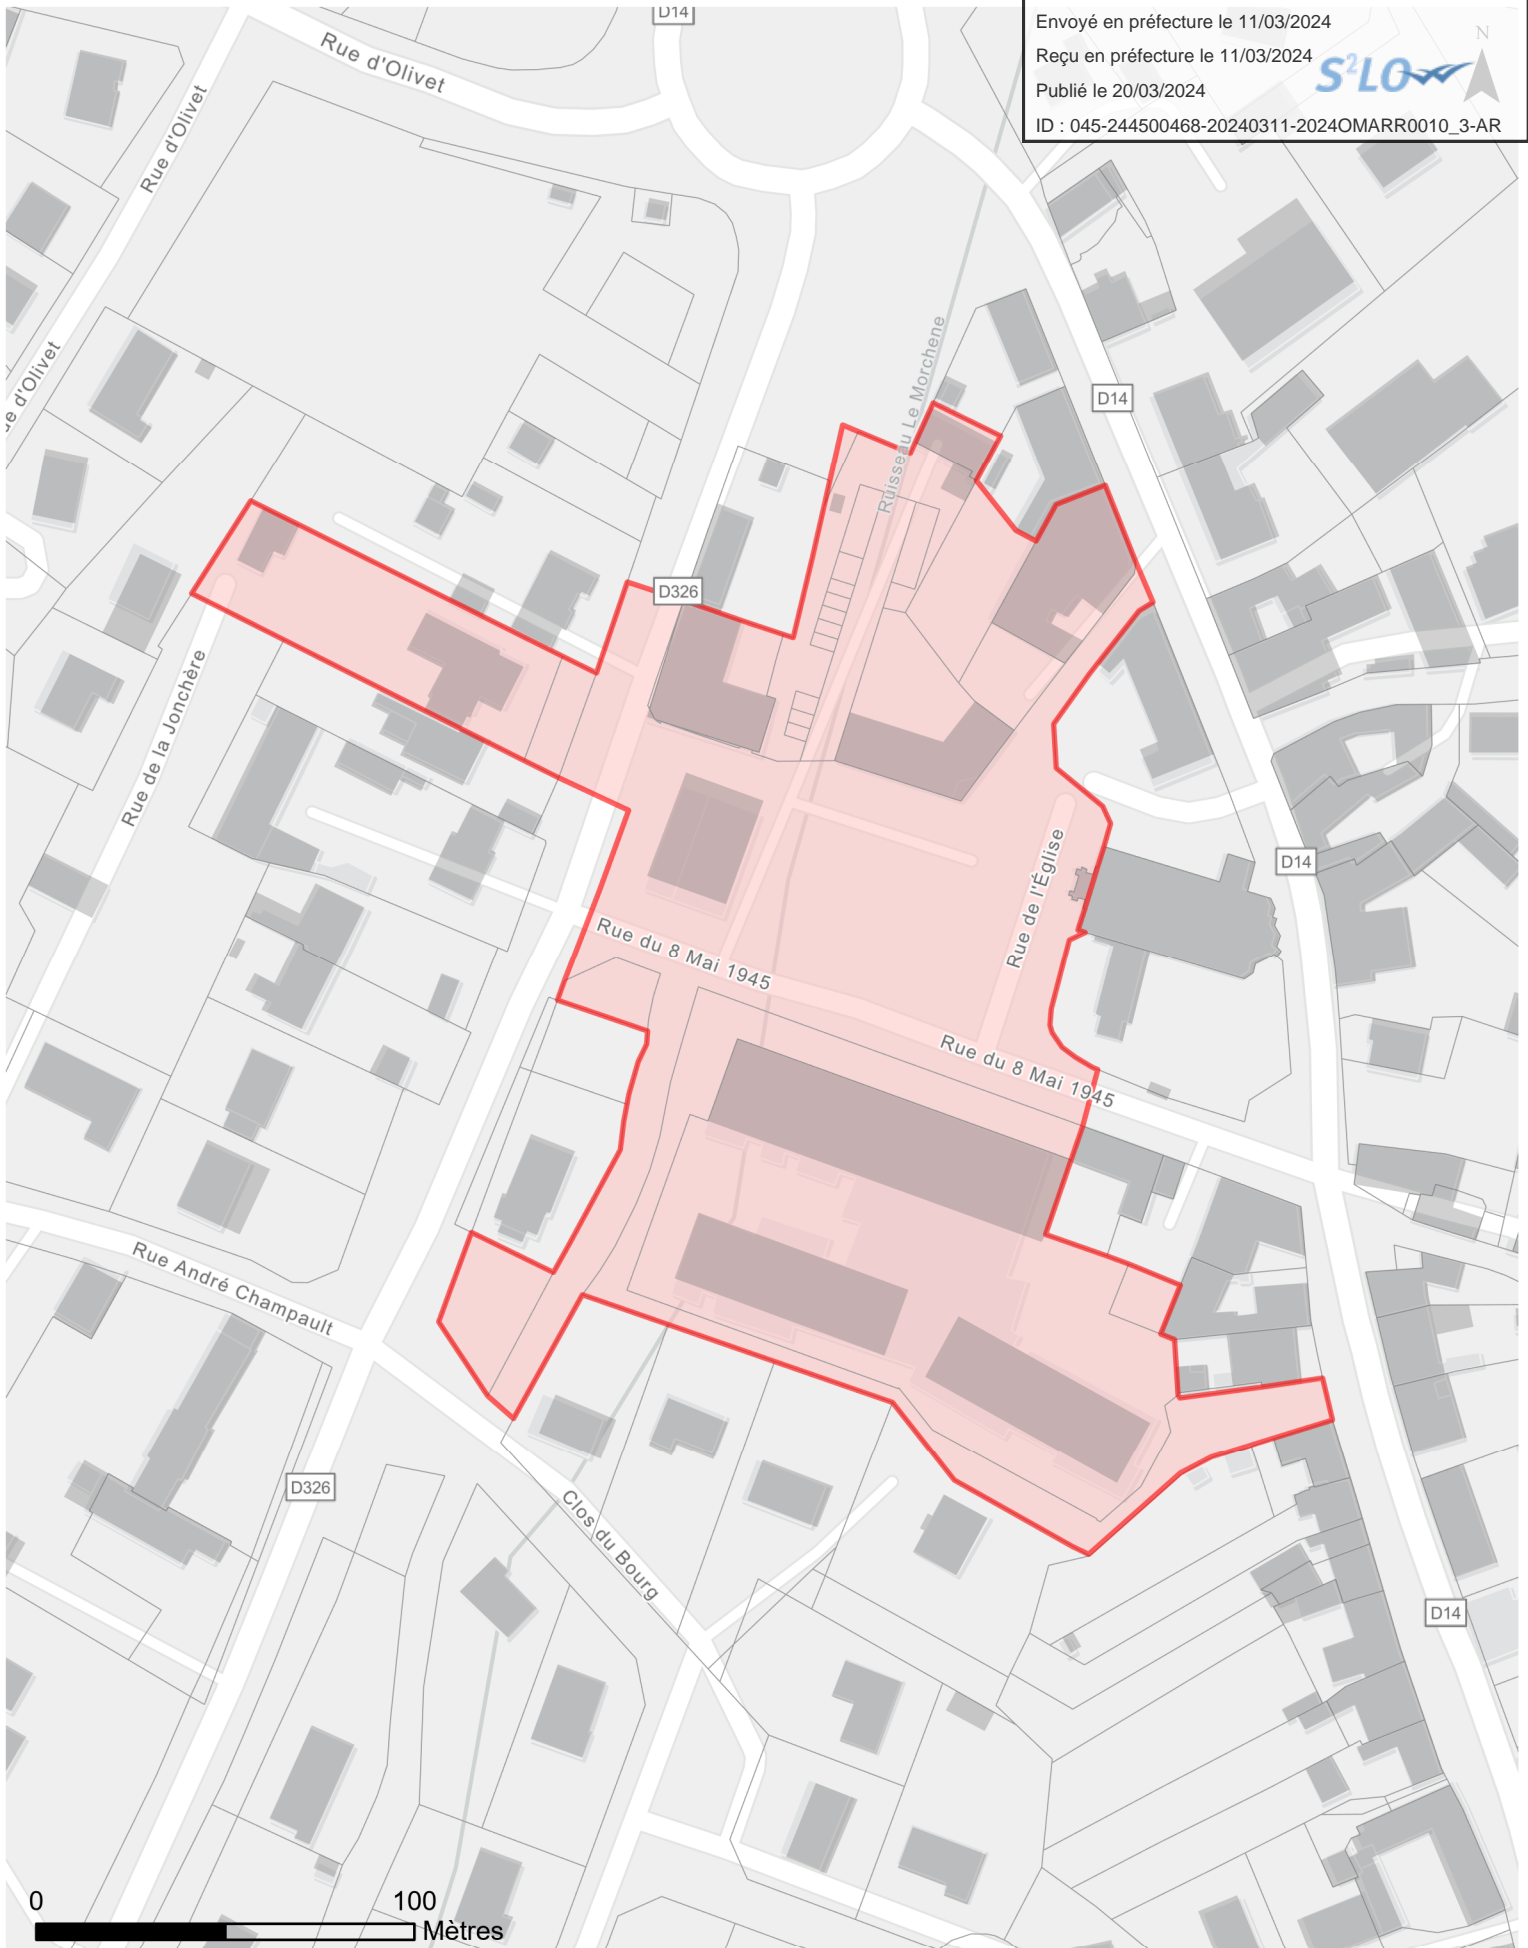 D14
Envoyé en préfecture le 11/03/2024
Reçu en préfecture le 11/03/2024
Publié le 20/03/2024
ID : 045-244500468-20240311-2024OMARR0010_3-AR
S²LO
N
Rue d'Olivet
Rue d'Olivet
Rue d'Olivet
Ruisseau Le Morchene
D14
D326
Rue de la Jonchère
D14
Rue de l'Église
Rue du 8 Mai 1945
Rue du 8 Mai 1945
Rue André Champault
D326
Clos du Bourg
D14
0 100
Mètres